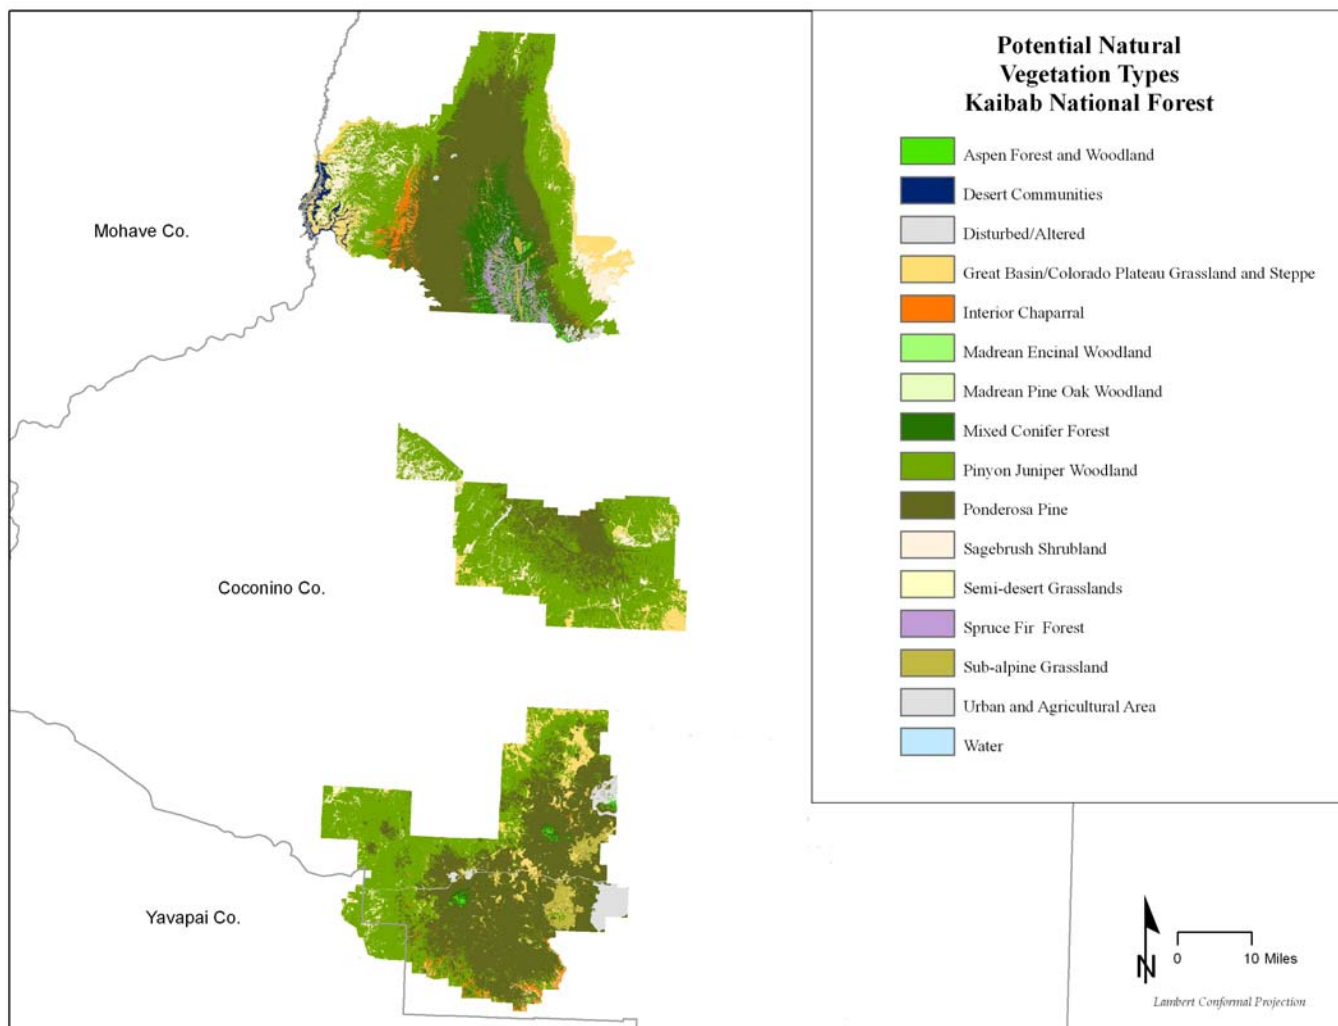 Potential Natural
Vegetation Types
Kaibab National Forest
Aspen Forest and Woodland
Desert Communities
Disturbed/Altered
Great Basin/Colorado Plateau Grassland and Steppe
Interior Chaparral
Madrean Encinal Woodland
Madrean Pine Oak Woodland
Mixed Conifer Forest
Pinyon Juniper Woodland
Ponderosa Pine
Sagebrush Shrubland
Semi-desert Grasslands
Spruce Fir Forest
Sub-alpine Grassland
Urban and Agricultural Area
Water
Mohave Co.
Coconino Co.
Yavapai Co.
N
0 10 Miles
Lambert Conformal Projection